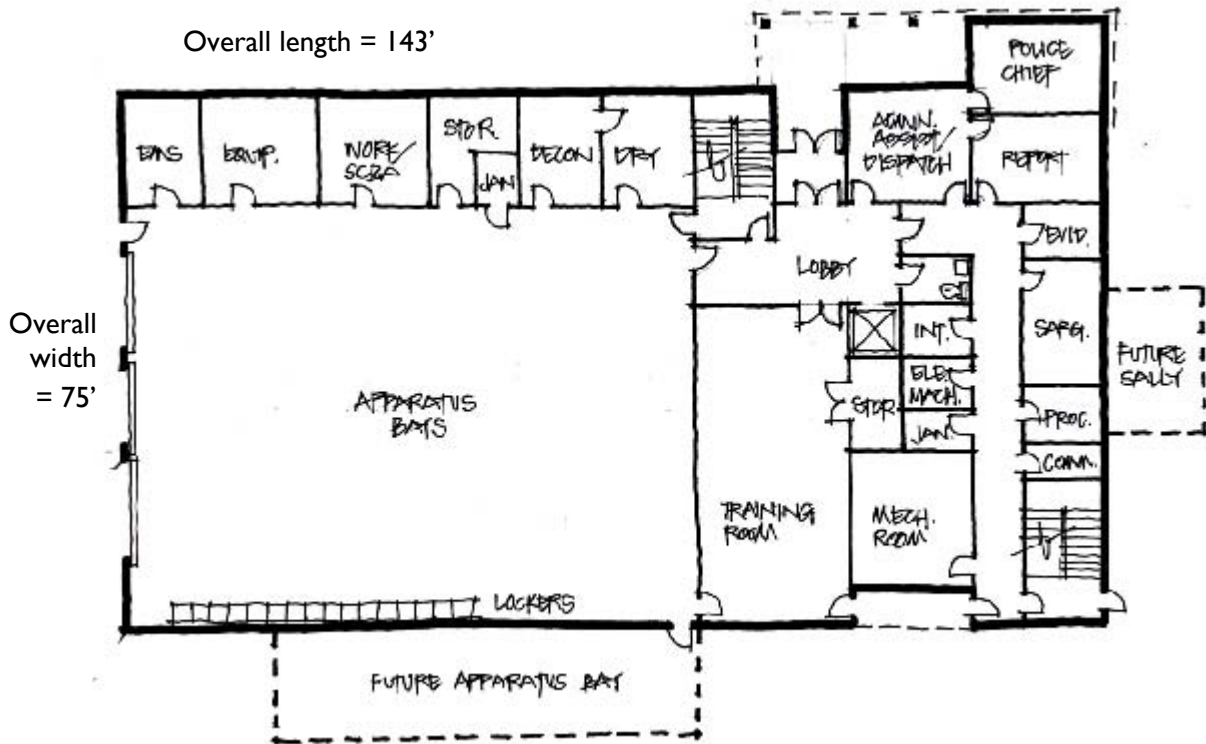 Overall length = 143'
POLICE
CHIEF
EMS
EQUIP.
WORK/
SCBA
STOR.
JAN
DECON
DRY
ADMIN.
ASSIST/
DISPATCH
REPORT
EVID.
LOBBY
Overall
width
= 75'
INT.
SARG.
FUTURE
SALLY
APPARATUS
BAYS
STOR
ELEV.
MACH.
JAN.
PROC.
COMM.
TRAINING
ROOM
MECH.
ROOM
LOCKERS
FUTURE APPARATUS BAY